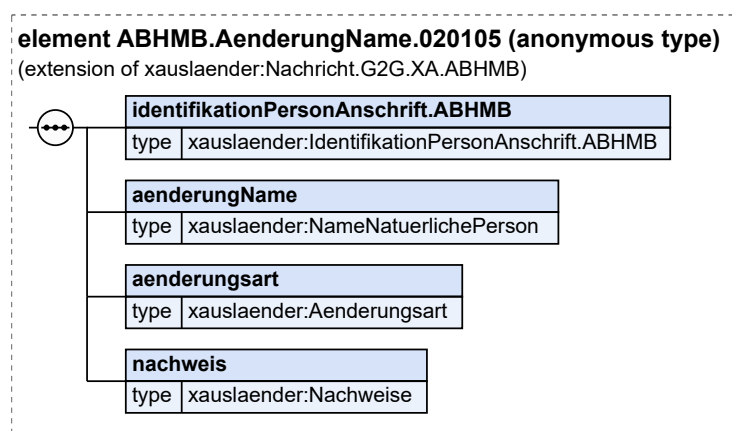 element ABHMB.AenderungName.020105 (anonymous type)
(extension of xauslaender:Nachricht.G2G.XA.ABHMB)
identifikationPersonAnschrift.ABHMB
type xauslaender:IdentifikationPersonAnschrift.ABHMB
aenderungName
type xauslaender:NameNatuerlichePerson
aenderungsart
type xauslaender:Aenderungsart
nachweis
type xauslaender:Nachweise